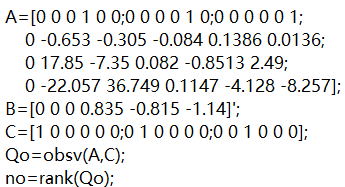 A=[0 0 0 1 0 0;0 0 0 0 1 0;0 0 0 0 0 1;
0 -0.653 -0.305 -0.084 0.1386 0.0136;
0 17.85 -7.35 0.082 -0.8513 2.49;
0 -22.057 36.749 0.1147 -4.128 -8.257];
B=[0 0 0 0.835 -0.815 -1.14]';
C=[1 0 0 0 0 0;0 1 0 0 0 0;0 0 1 0 0 0];
Qo=obsv(A,C);
no=rank(Qo);